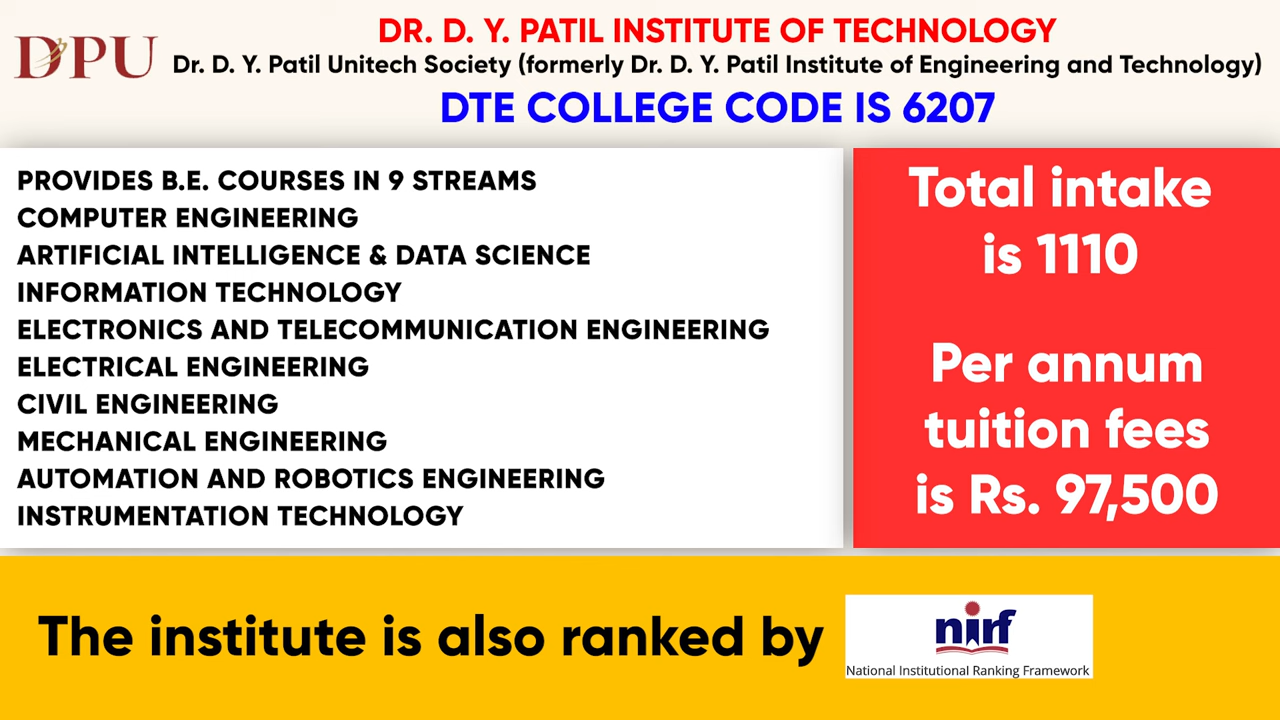 DPU
DR. D. Y. PATIL INSTITUTE OF TECHNOLOGY
Dr. D. Y. Patil Unitech Society (formerly Dr. D. Y. Patil Institute of Engineering and Technology)
DTE COLLEGE CODE IS 6207
PROVIDES B.E. COURSES IN 9 STREAMS
COMPUTER ENGINEERING
ARTIFICIAL INTELLIGENCE & DATA SCIENCE
INFORMATION TECHNOLOGY
ELECTRONICS AND TELECOMMUNICATION ENGINEERING
ELECTRICAL ENGINEERING
CIVIL ENGINEERING
MECHANICAL ENGINEERING
AUTOMATION AND ROBOTICS ENGINEERING
INSTRUMENTATION TECHNOLOGY
Total intake
is 1110
Per annum
tuition fees
is Rs. 97,500
The institute is also ranked by
nirf
National Institutional Ranking Framework